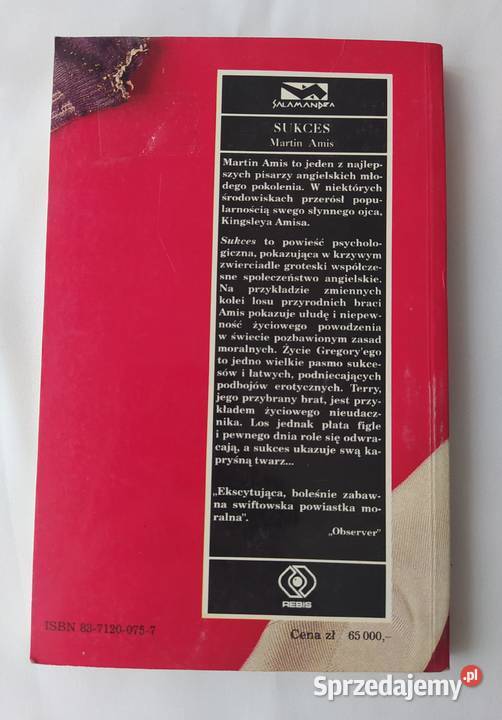 SALAMANDRA
SUKCES
Martin Amis
Martin Amis to jeden z najlep-
szych pisarzy angielskich mło-
dego pokolenia. W niektórych
środowiskach przerósł popu-
larnością swego słynnego ojca,
Kingsleya Amisa.
Sukces to powieść psycholo-
giczna, pokazująca w krzywym
zwierciadle groteski współcze-
sne społeczeństwo angielskie.
Na przykładzie zmiennych
kolei losu przyrodnich braci
Amis pokazuje ułudę i niepew-
ność życiowego powodzenia
w świecie pozbawionym zasad
moralnych. Życie Gregory'ego
to jedno wielkie pasmo sukce-
sów i łatwych, podniecających
podbojów erotycznych. Terry,
jego przybrany brat, jest przy-
kładem życiowego nieudacz-
nika. Los jednak płata figle
i pewnego dnia role się odwra-
cają, a sukces ukazuje swą ka-
pryśną twarz...
„Ekscytująca, boleśnie zabaw-
na swiftowska powiastka mo-
ralna".
„Observer"
REBIS
ISBN 83-7120-075-7
Cena zł 65 000,-
Sprzedajemy.pl